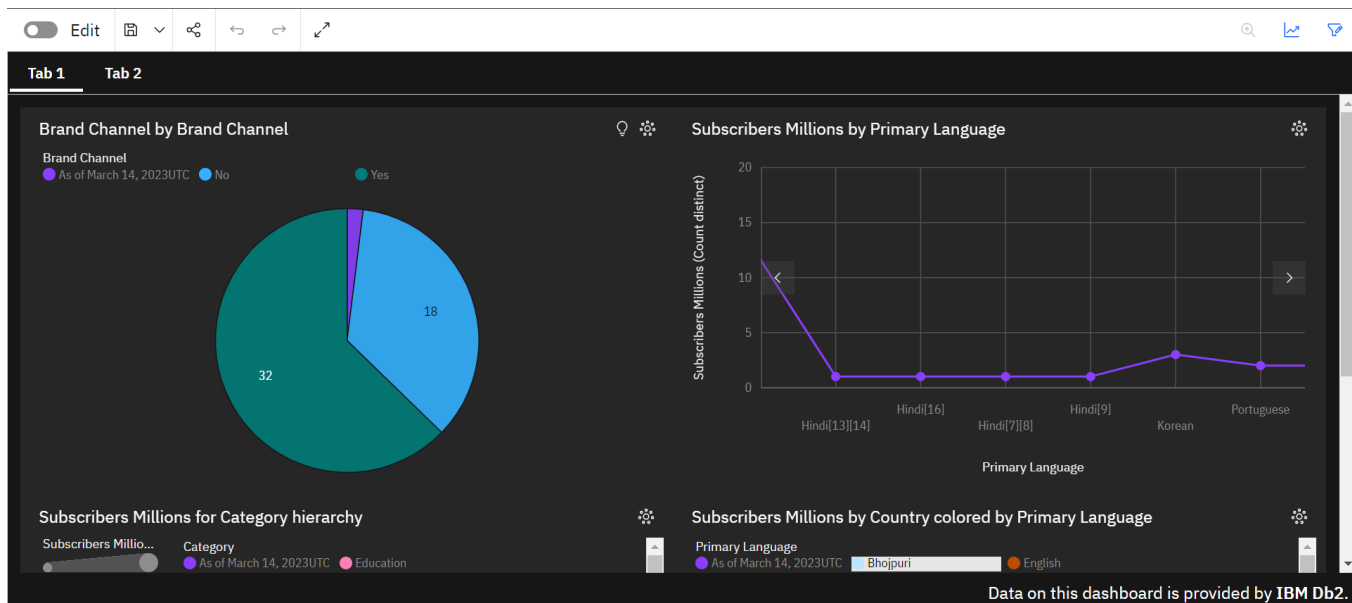 Edit
Tab 1 Tab 2
Brand Channel by Brand Channel
Brand Channel
As of March 14, 2023UTC No Yes
18
32
Subscribers Millions by Primary Language
Subscribers Millions (Count distinct)
20
15
10
5
0
Hindi[16] Hindi[9] Portuguese
Hindi[13][14] Hindi[7][8] Korean
Primary Language
Subscribers Millions for Category hierarchy
Subscribers Millio... Category
As of March 14, 2023UTC Education
Subscribers Millions by Country colored by Primary Language
Primary Language
As of March 14, 2023UTC Bhojpuri English
Data on this dashboard is provided by IBM Db2.